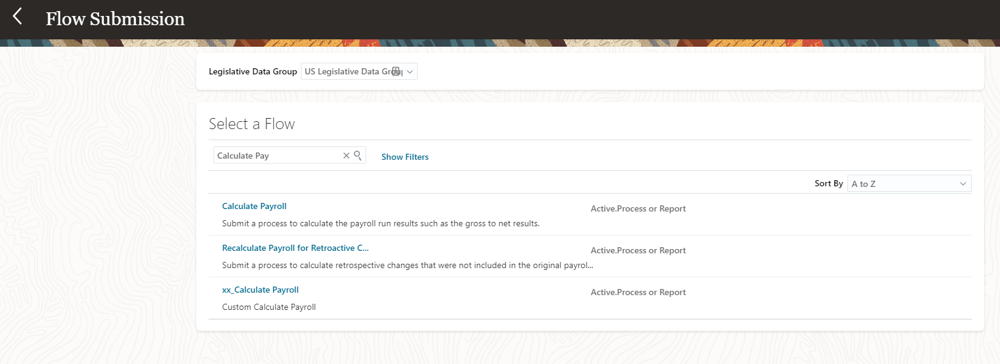 Flow Submission
Legislative Data Group US Legislative Data Group
Select a Flow
Calculate Pay
Show Filters
Sort By A to Z
Calculate Payroll
Active.Process or Report
Submit a process to calculate the payroll run results such as the gross to net results.
Recalculate Payroll for Retroactive C...
Active.Process or Report
Submit a process to calculate retrospective changes that were not included in the original payrol...
xx_Calculate Payroll
Active.Process or Report
Custom Calculate Payroll